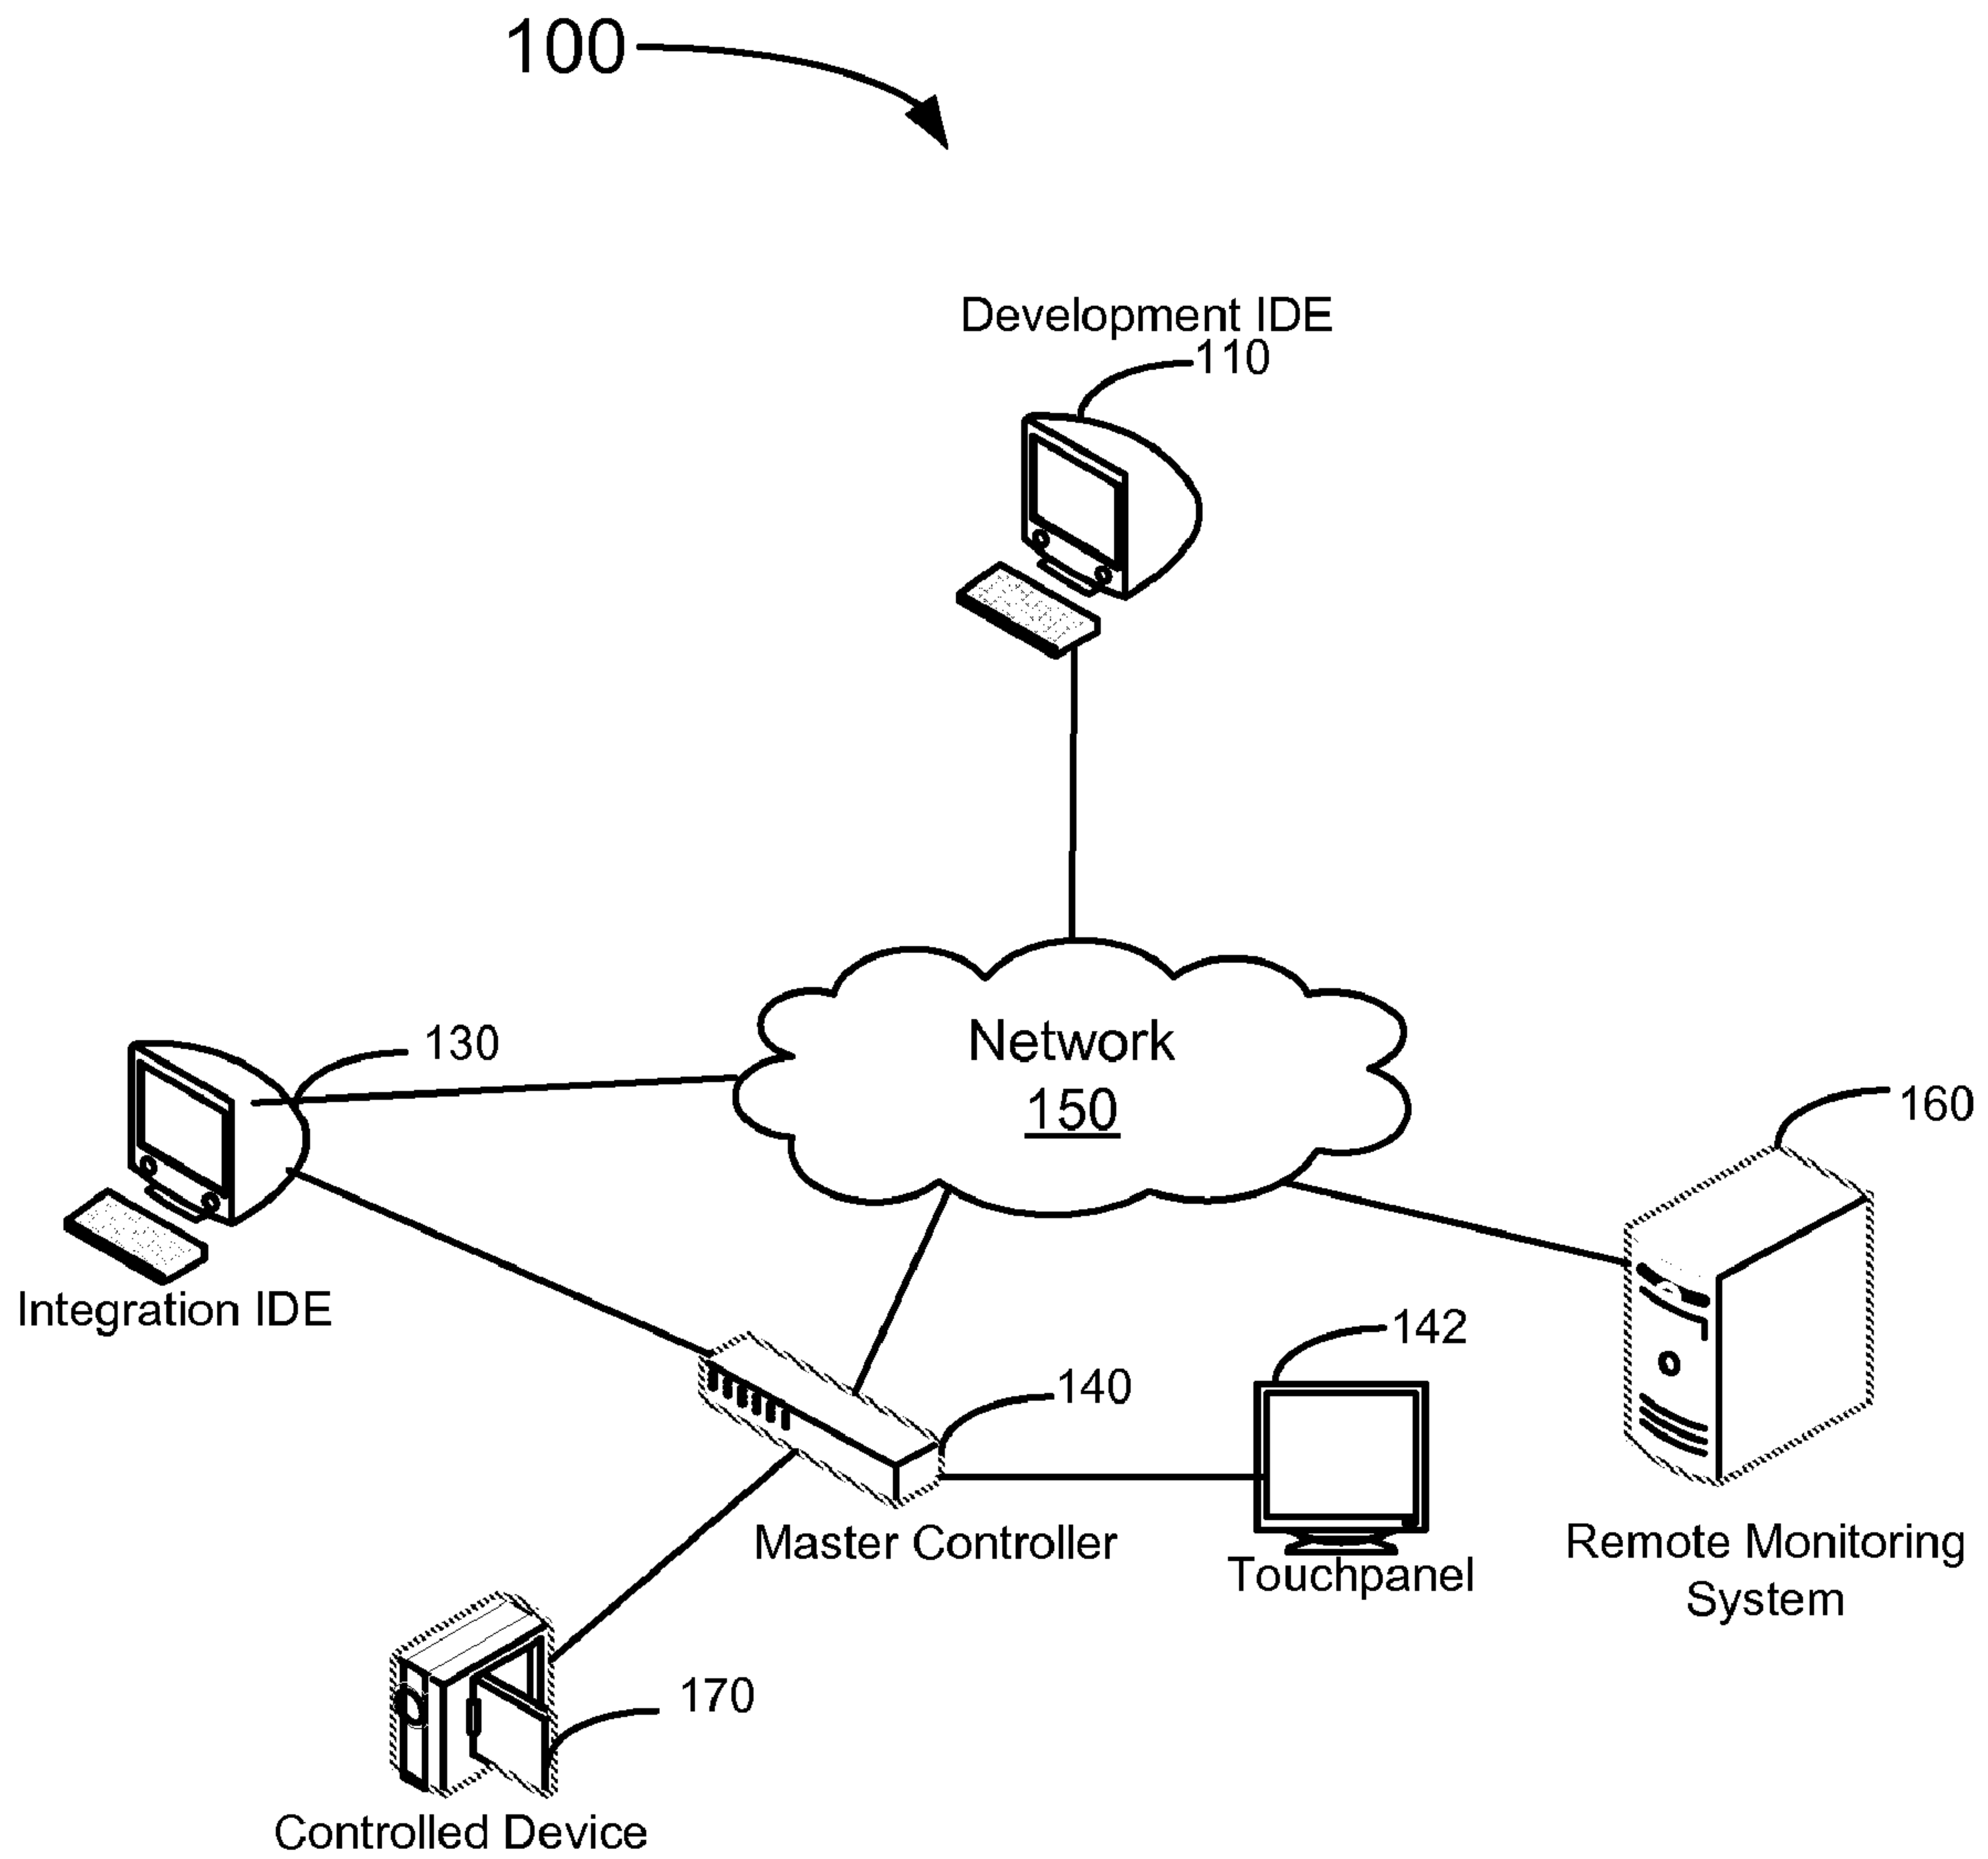 100
Development IDE
110
Network
150
130
Integration IDE
160
142
140
Master Controller
Touchpanel
Remote Monitoring
System
170
Controlled Device